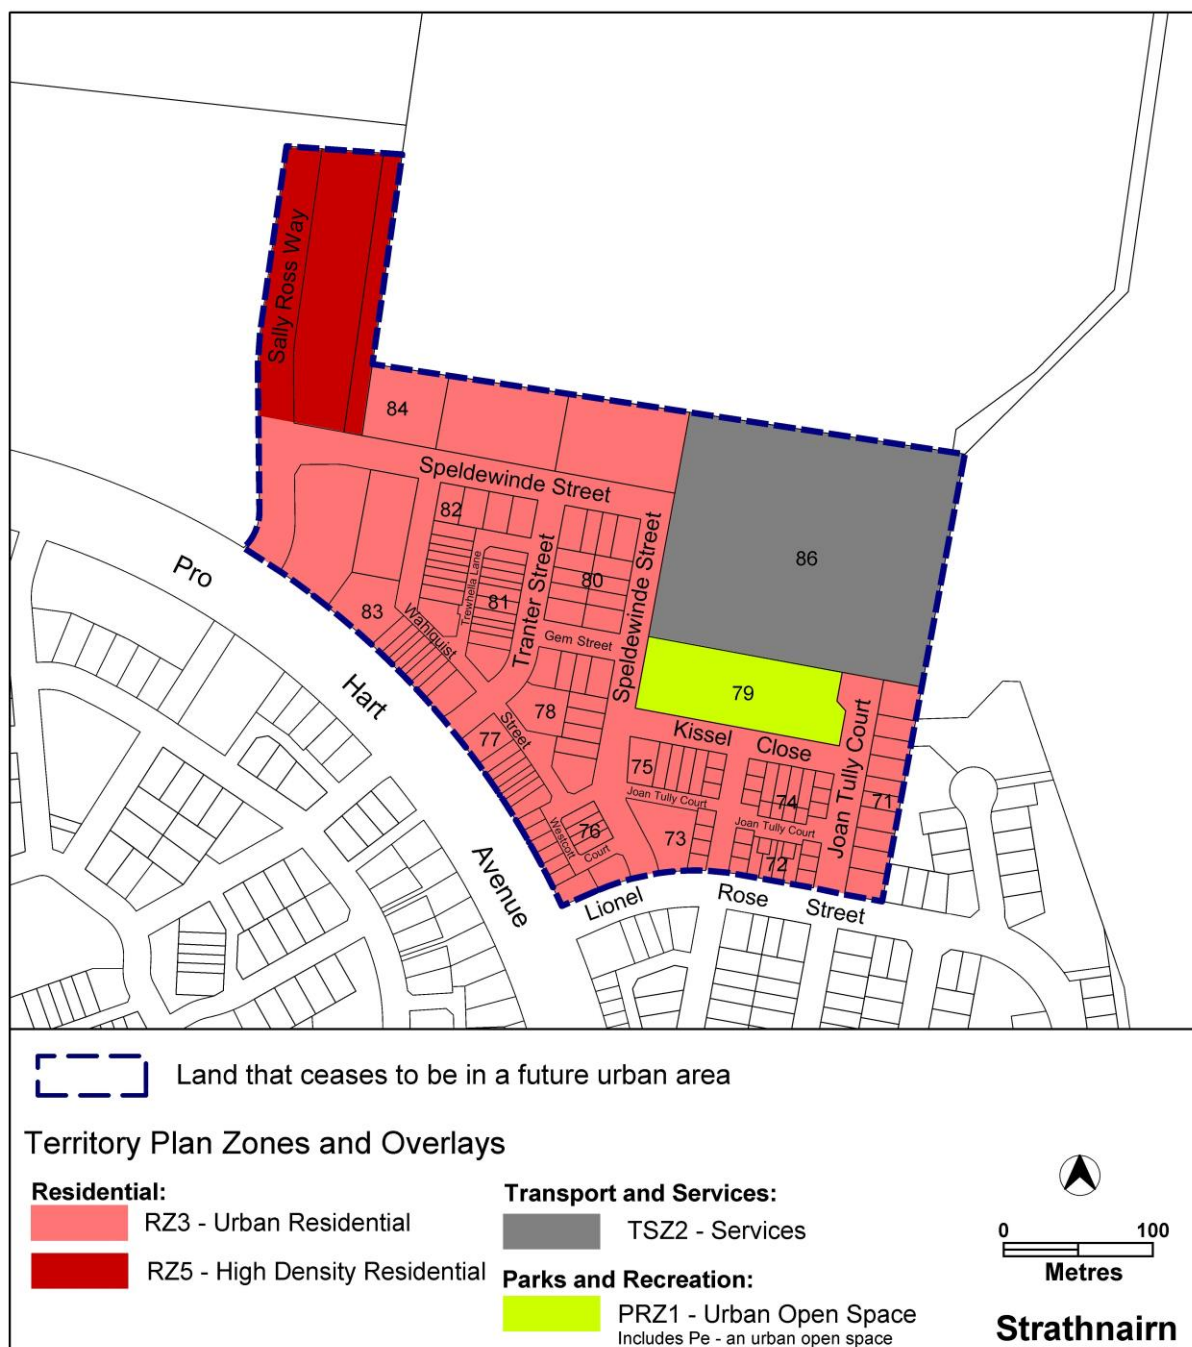 Sally Ross Way
84
Speldewinde Street
82
86
Pro
Trewhella Lane
Tranter Street
80
Speldewinde Street
81
83
Wahlquist
Gem Street
Hart
79
78
Street
77
Kissel
Close
Joan Tully Court
75
74
71
Joan Tully Court
Joan Tully Court
76
73
Westcott
Court
72
Avenue
Lionel
Rose
Street
Land that ceases to be in a future urban area
Territory Plan Zones and Overlays
Residential:
RZ3 - Urban Residential
RZ5 - High Density Residential
Transport and Services:
TSZ2 - Services
Parks and Recreation:
PRZ1 - Urban Open Space
Includes Pe - an urban open space
0 100
Metres
Strathnairn